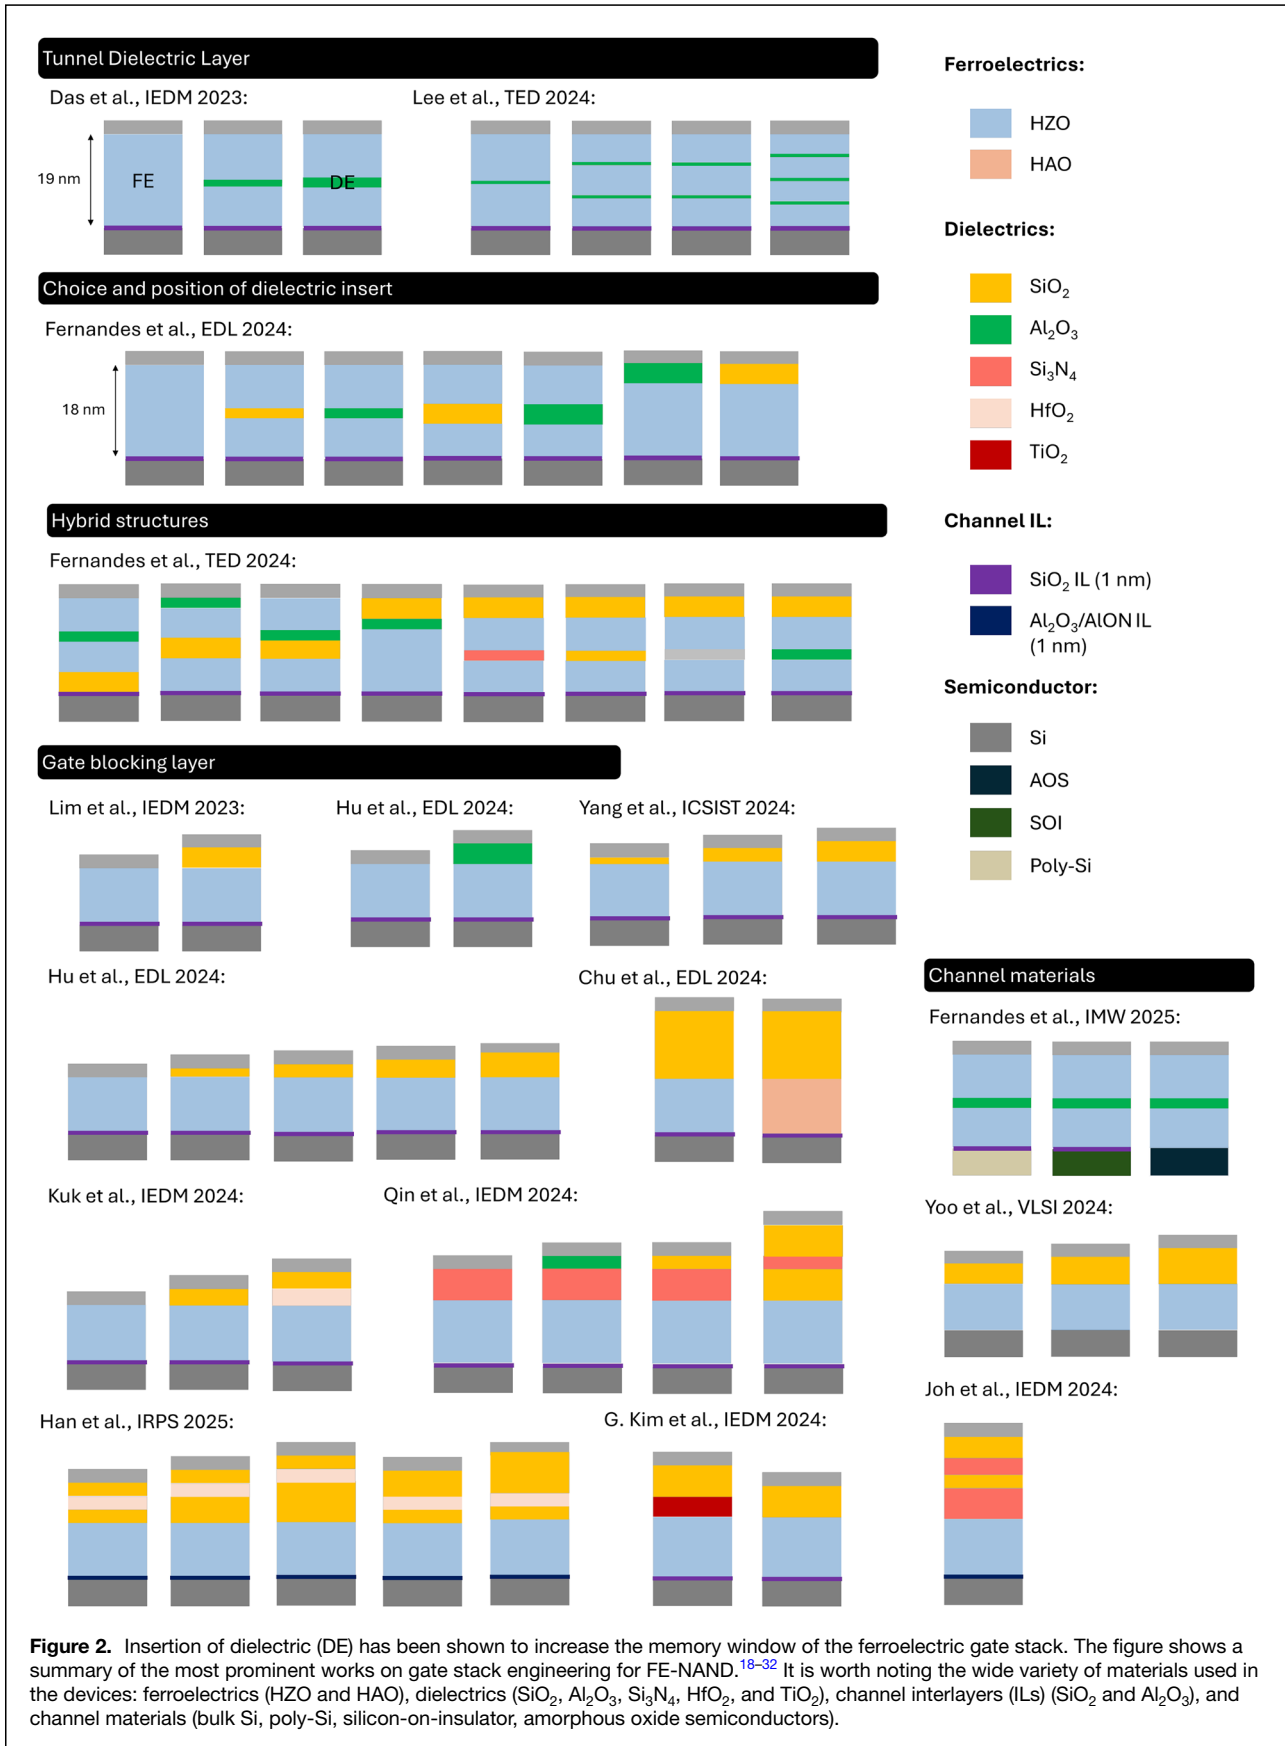 Tunnel Dielectric Layer
Das et al., IEDM 2023:
Lee et al., TED 2024:
19 nm
FE
DE
Choice and position of dielectric insert
Fernandes et al., EDL 2024:
18 nm
Hybrid structures
Fernandes et al., TED 2024:
Gate blocking layer
Lim et al., IEDM 2023:
Hu et al., EDL 2024:
Yang et al., ICSIST 2024:
Hu et al., EDL 2024:
Chu et al., EDL 2024:
Kuk et al., IEDM 2024:
Qin et al., IEDM 2024:
Han et al., IRPS 2025:
G. Kim et al., IEDM 2024:
Ferroelectrics:
HZO
HAO
Dielectrics:
SiO₂
Al₂O₃
Si₃N₄
HfO₂
TiO₂
Channel IL:
SiO₂ IL (1 nm)
Al₂O₃/AlON IL
(1 nm)
Semiconductor:
Si
AOS
SOI
Poly-Si
Channel materials
Fernandes et al., IMW 2025:
Yoo et al., VLSI 2024:
Joh et al., IEDM 2024:
Figure 2. Insertion of dielectric (DE) has been shown to increase the memory window of the ferroelectric gate stack. The figure shows a
summary of the most prominent works on gate stack engineering for FE-NAND.¹⁸⁻³² It is worth noting the wide variety of materials used in
the devices: ferroelectrics (HZO and HAO), dielectrics (SiO₂, Al₂O₃, Si₃N₄, HfO₂, and TiO₂), channel interlayers (ILs) (SiO₂ and Al₂O₃), and
channel materials (bulk Si, poly-Si, silicon-on-insulator, amorphous oxide semiconductors).